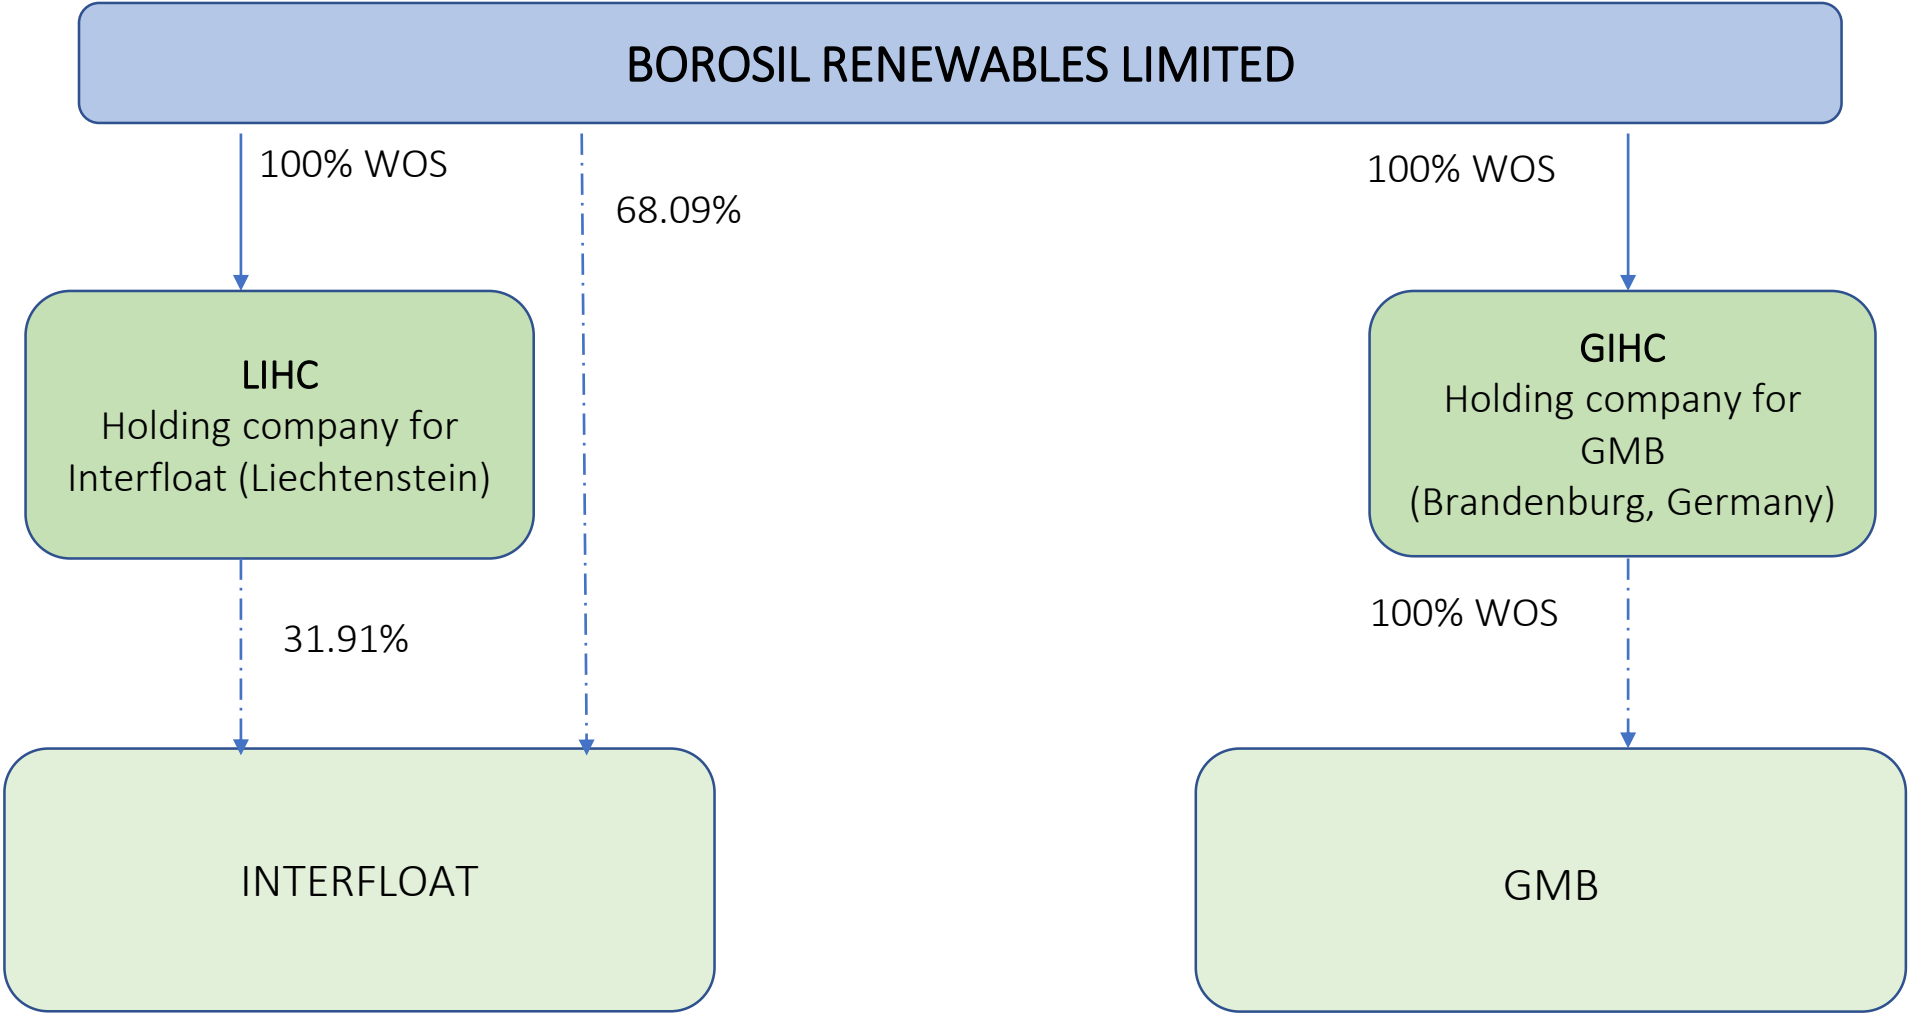 BOROSIL RENEWABLES LIMITED
100% WOS
68.09%
100% WOS
LIHC
Holding company for
Interfloat (Liechtenstein)
GIHC
Holding company for
GMB
(Brandenburg, Germany)
31.91%
100% WOS
INTERFLOAT
GMB